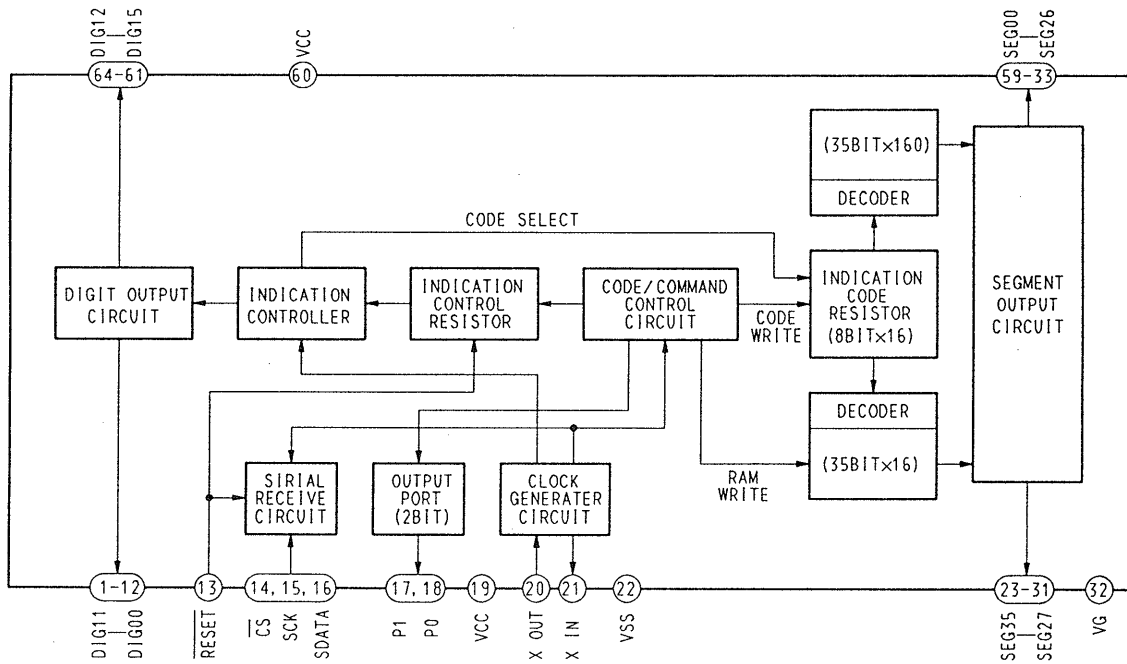 DIG12
DIG15
VCC
SEG00
SEG26
64-61
60
59-33
(35BIT×160)
DECODER
CODE SELECT
DIGIT OUTPUT
CIRCUIT
INDICATION
CONTROLLER
INDICATION
CONTROL
RESISTOR
CODE/COMMAND
CONTROL
CIRCUIT
CODE
WRITE
INDICATION
CODE
RESISTOR
(8BIT×16)
SEGMENT
OUTPUT
CIRCUIT
DECODER
(35BIT×16)
RAM
WRITE
SIRIAL
RECEIVE
CIRCUIT
OUTPUT
PORT
(2BIT)
CLOCK
GENERATER
CIRCUIT
1-12
13
14, 15, 16
17, 18
19
20
21
22
23-31
32
DIG11
DIG00
RESET
CS
SCK
SDATA
P1
P0
VCC
X OUT
X IN
VSS
SEG35
SEG27
VG